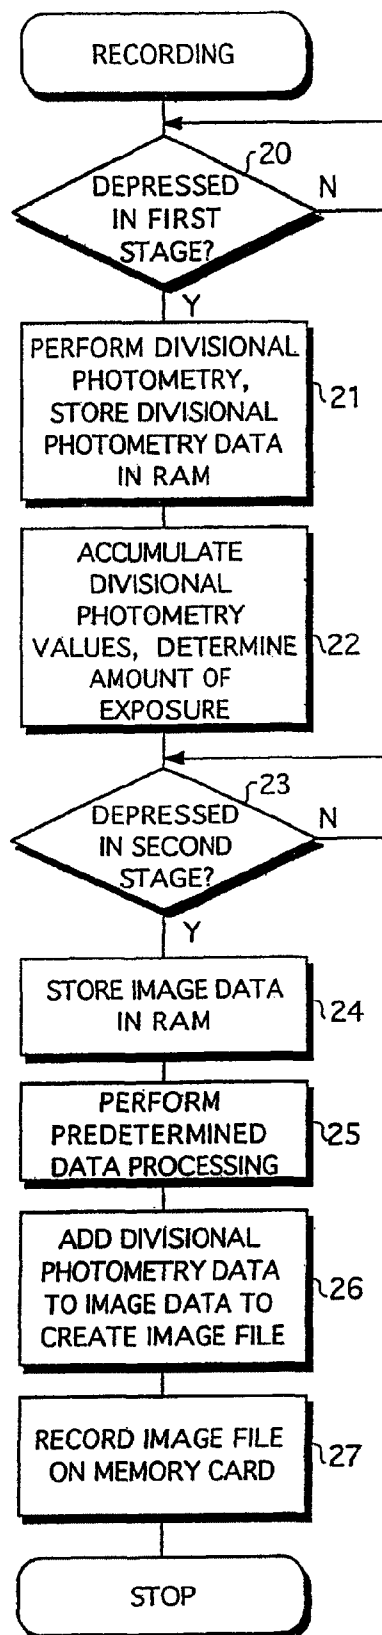 RECORDING
20
DEPRESSED
IN FIRST
STAGE?
N
Y
PERFORM DIVISIONAL
PHOTOMETRY,
STORE DIVISIONAL
PHOTOMETRY DATA
IN RAM
21
ACCUMULATE
DIVISIONAL
PHOTOMETRY
VALUES, DETERMINE
AMOUNT OF
EXPOSURE
22
23
DEPRESSED
IN SECOND
STAGE?
N
Y
STORE IMAGE DATA
IN RAM
24
PERFORM
PREDETERMINED
DATA PROCESSING
25
ADD DIVISIONAL
PHOTOMETRY DATA
TO IMAGE DATA TO
CREATE IMAGE FILE
26
RECORD IMAGE FILE
ON MEMORY CARD
27
STOP